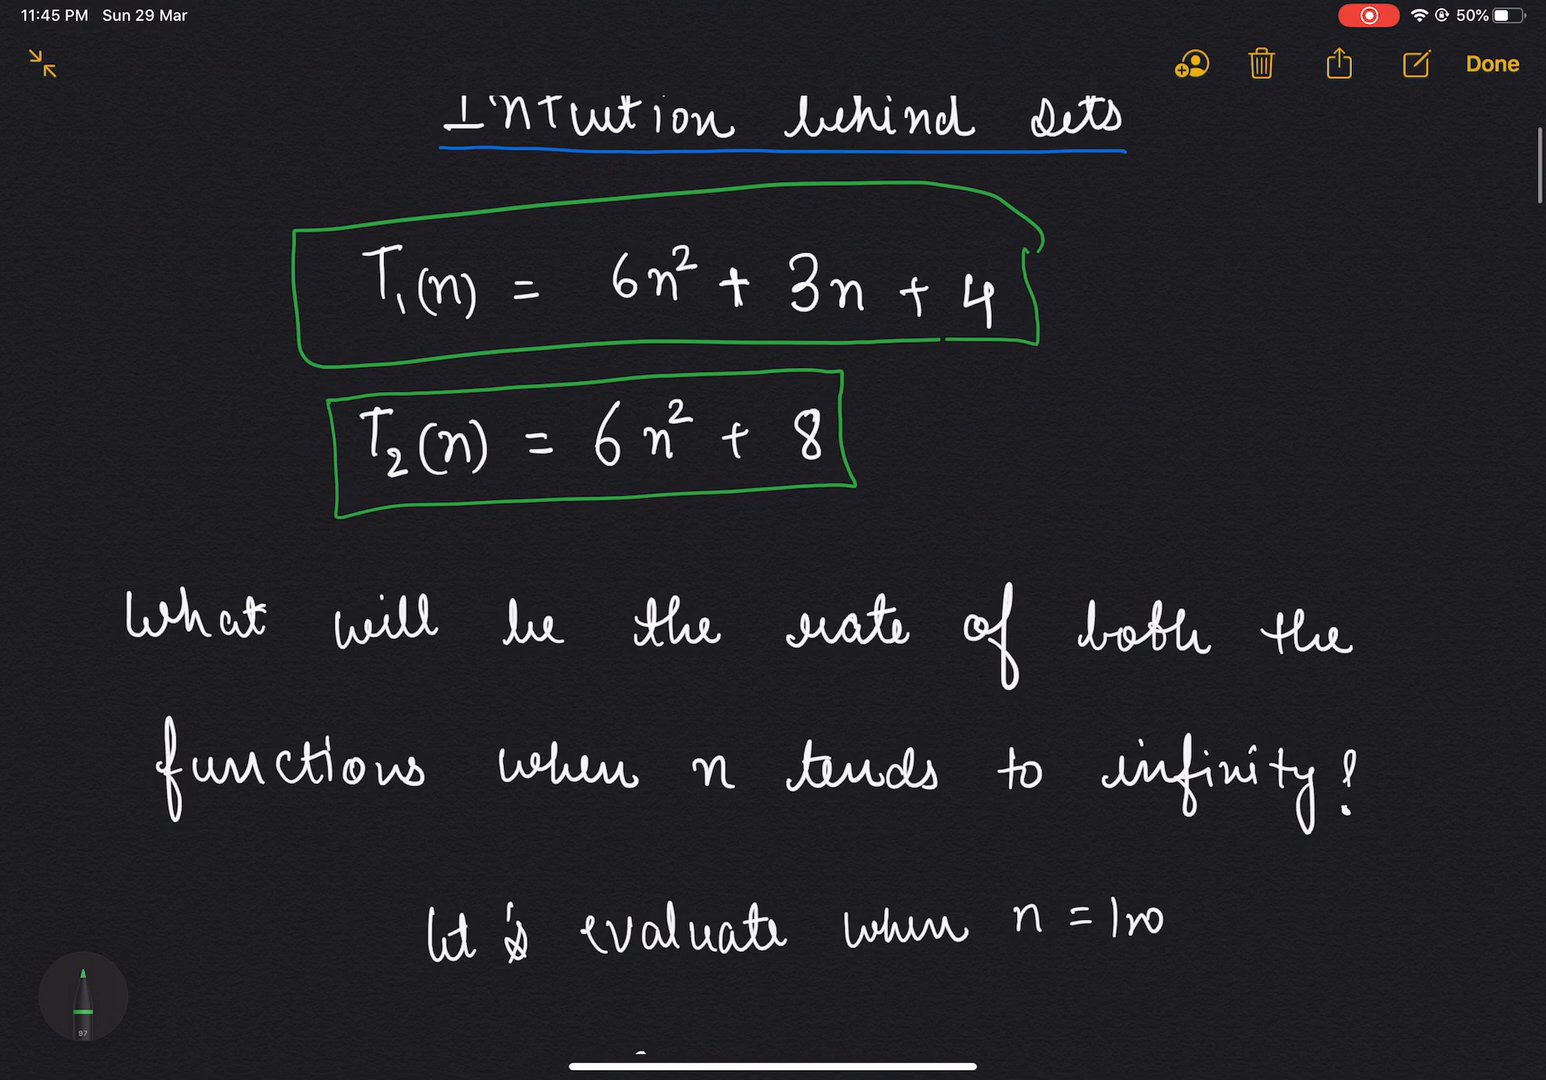 11:45 PM Sun 29 Mar 50%
Done
Intution behind sets
T₁(n) = 6n² + 3n + 4
T₂(n) = 6n² + 8
What will be the rate of both the
functions when n tends to infinity?
let's evaluate when n = 100
97